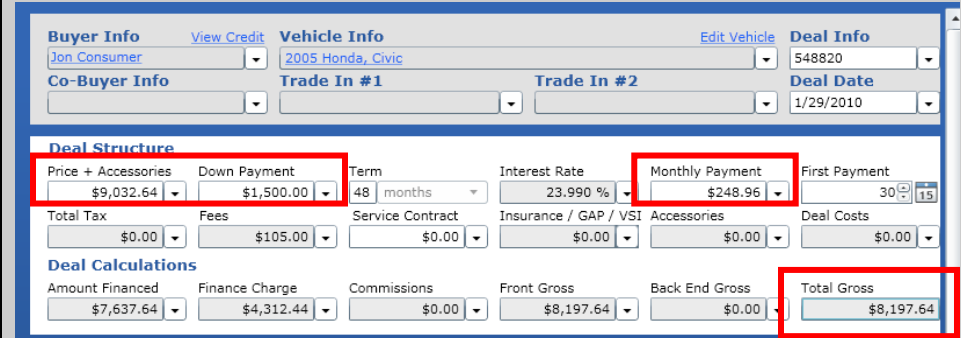 Buyer Info View Credit Vehicle Info Edit Vehicle Deal Info
Jon Consumer 2005 Honda, Civic 548820
Co-Buyer Info Trade In #1 Trade In #2 Deal Date
1/29/2010
Deal Structure
Price + Accessories Down Payment Term Interest Rate Monthly Payment First Payment
$9,032.64 $1,500.00 48 months 23.990 % $248.96 30 15
Total Tax Fees Service Contract Insurance / GAP / VSI Accessories Deal Costs
$0.00 $105.00 $0.00 $0.00 $0.00 $0.00
Deal Calculations
Amount Financed Finance Charge Commissions Front Gross Back End Gross Total Gross
$7,637.64 $4,312.44 $0.00 $8,197.64 $0.00 $8,197.64